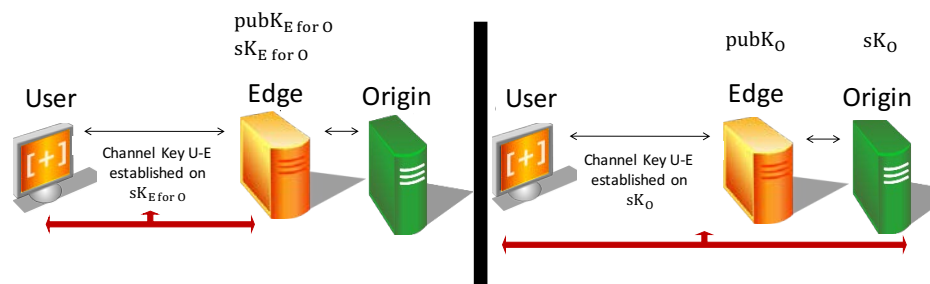 pubK_E for O
sK_E for O
User
Edge
Origin
[+]
Channel Key U-E
established on
sK_E for O
pubK_O
sK_O
User
Edge
Origin
[+]
Channel Key U-E
established on
sK_O